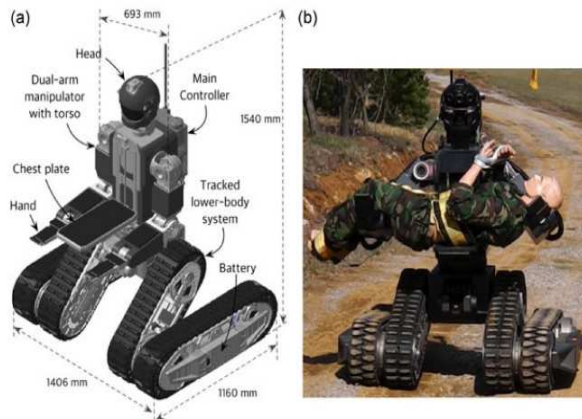 (a)
693 mm
Head
Dual-arm
manipulator
with torso
Main
Controller
1540 mm
Chest plate
Hand
Tracked
lower-body
system
Battery
1406 mm
1160 mm
(b)